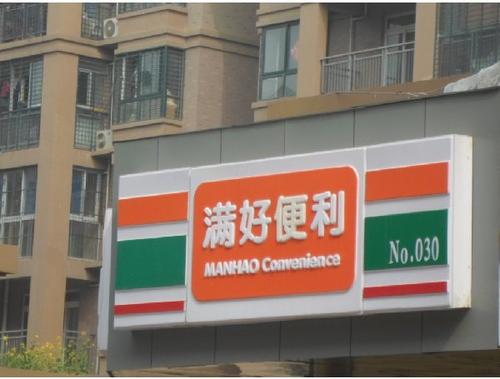 满好便利
MANHAO Convenience
No.030